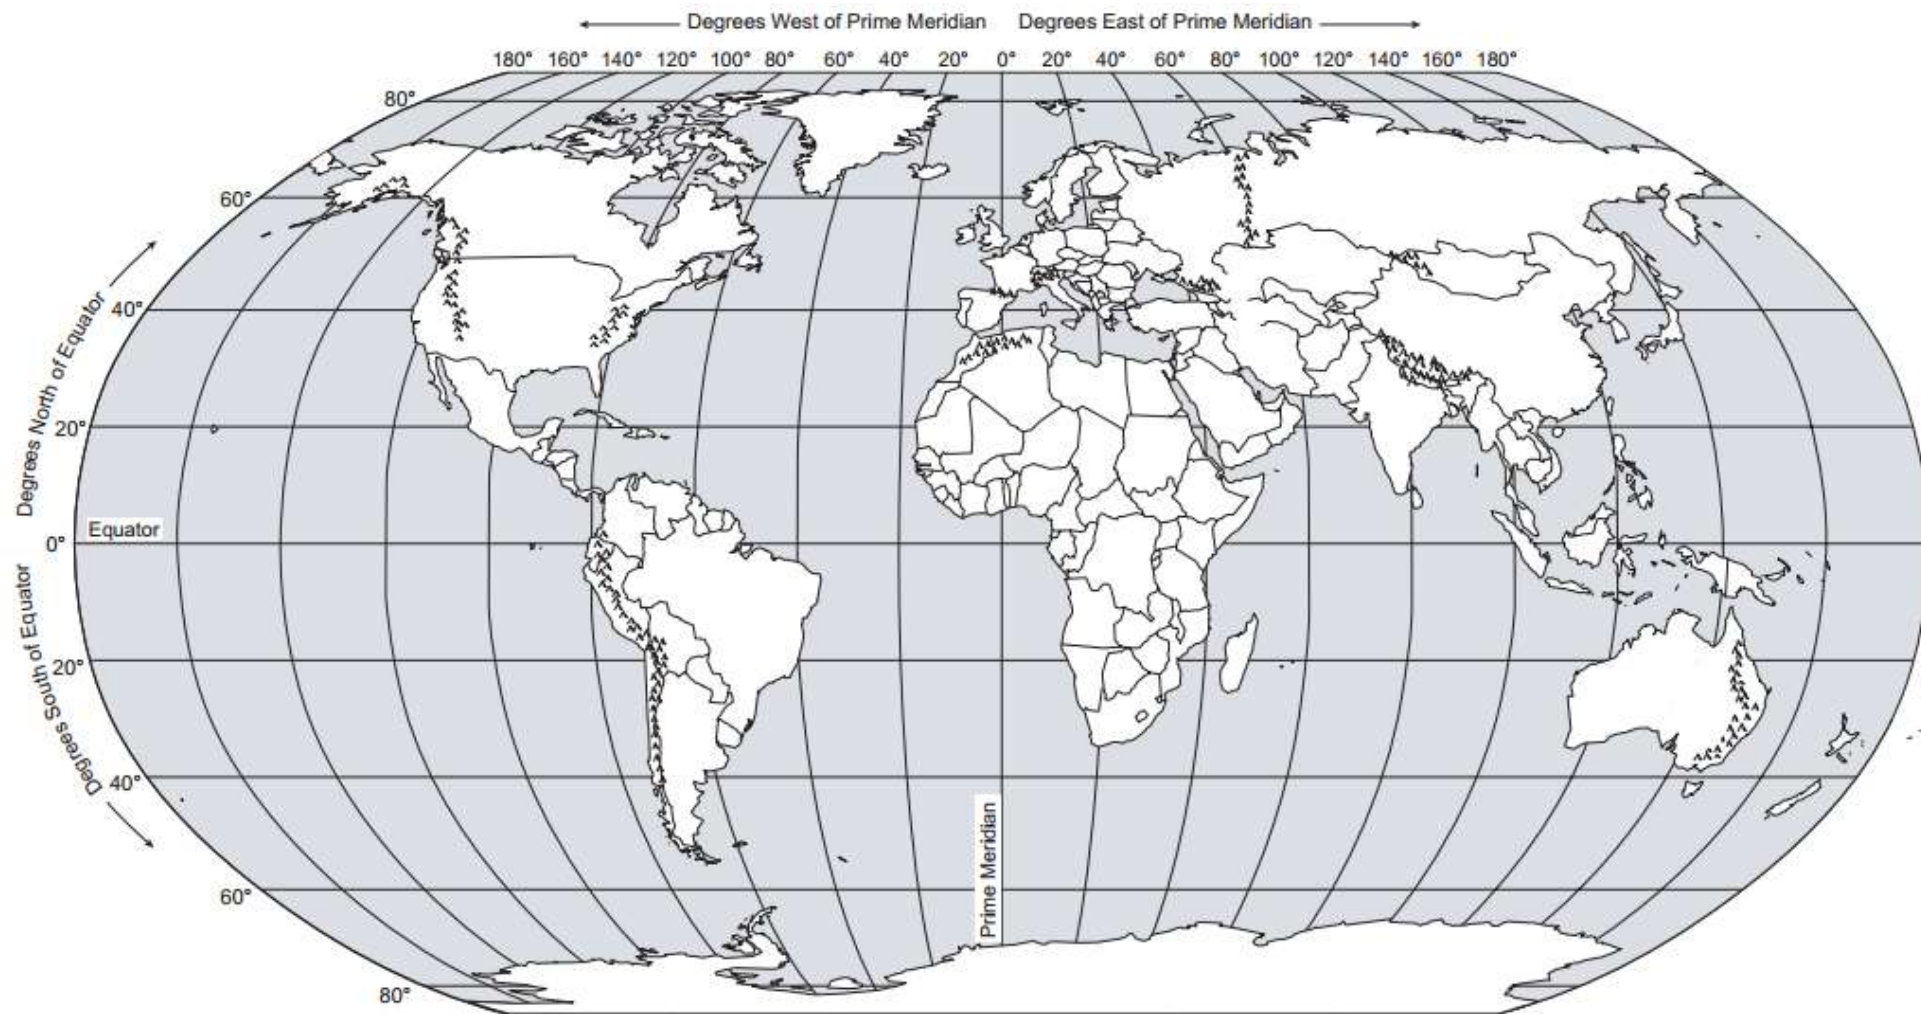 Degrees West of Prime Meridian Degrees East of Prime Meridian
180° 160° 140° 120° 100° 80° 60° 40° 20° 0° 20° 40° 60° 80° 100° 120° 140° 160° 180°
80°
60°
Degrees North of Equator
40°
20°
Equator
0°
Degrees South of Equator
20°
40°
Prime Meridian
60°
80°